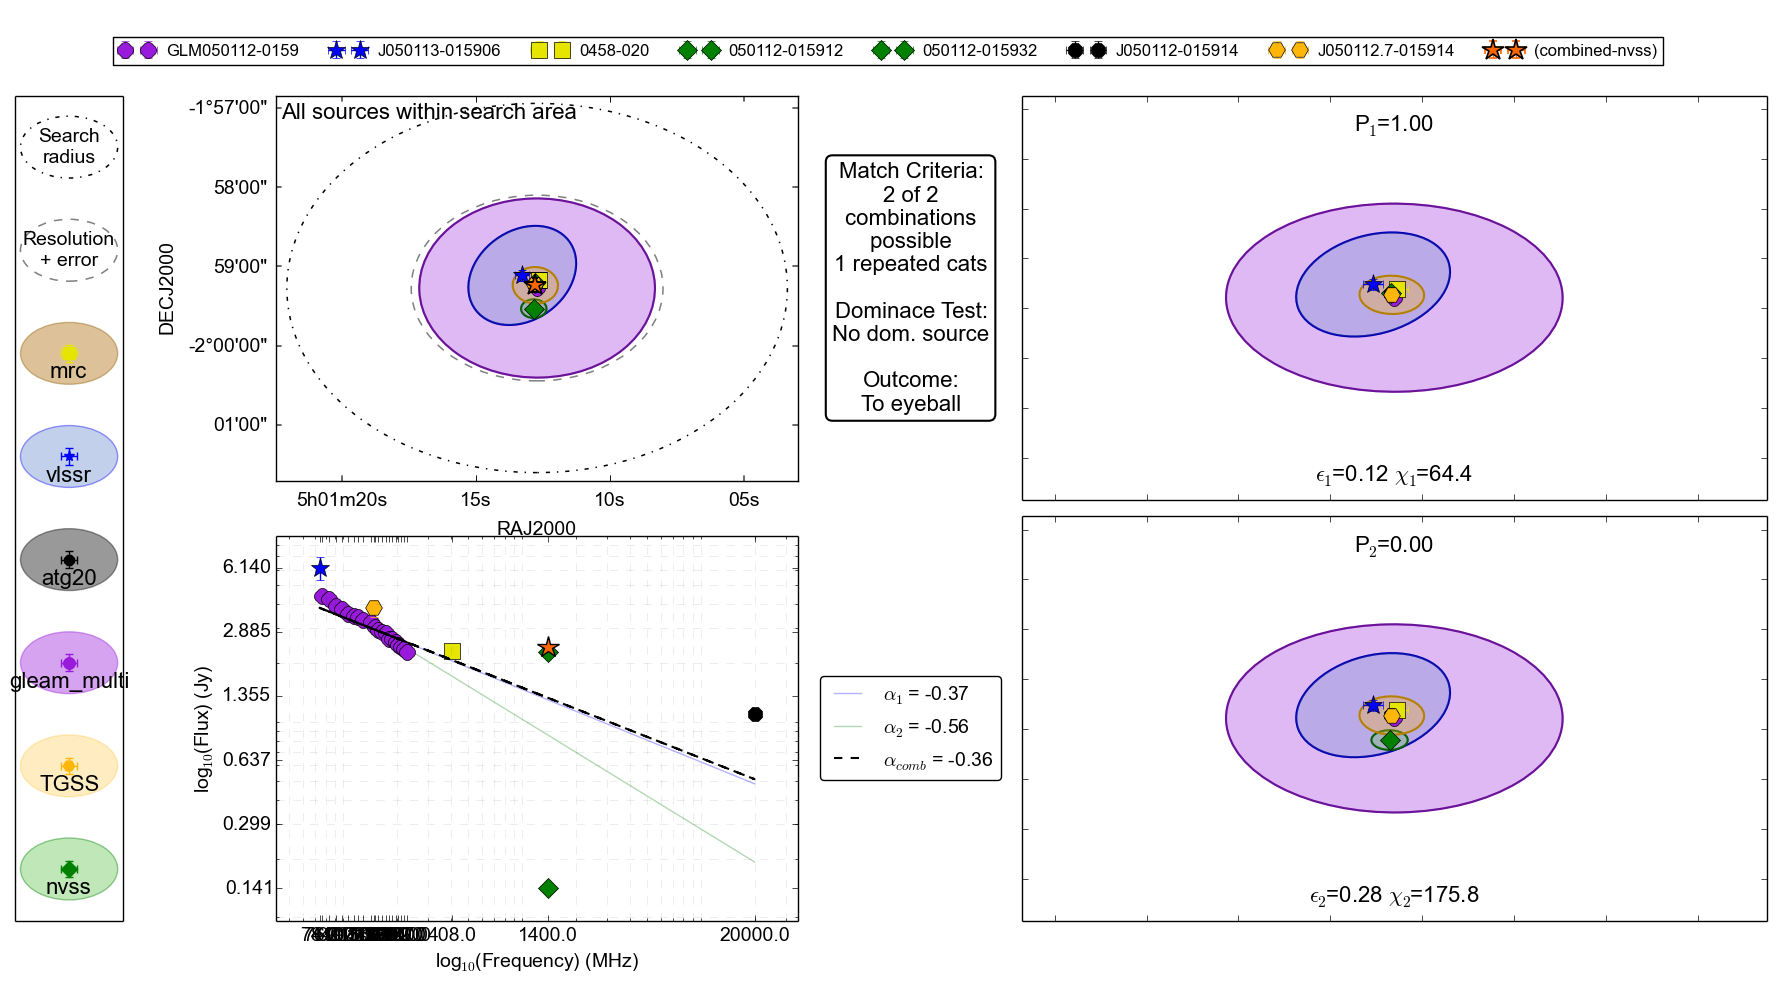 GLM050112-0159 J050113-015906 0458-020 050112-015912 050112-015932 J050112-015914 J050112.7-015914 (combined-nvss)
Search
radius
Resolution
+ error
mrc
vlssr
atg20
gleam_multi
TGSS
nvss
All sources within search area
DECJ2000
-1°57'00"
58'00"
59'00"
-2°00'00"
01'00"
5h01m20s 15s 10s 05s
RAJ2000
Match Criteria:
2 of 2
combinations
possible
1 repeated cats
Dominace Test:
No dom. source
Outcome:
To eyeball
P1=1.00
ϵ1=0.12 χ1=64.4
P2=0.00
ϵ2=0.28 χ2=175.8
log10(Flux) (Jy)
6.140
2.885
1.355
0.637
0.299
0.141
408.0 1400.0 20000.0
log10(Frequency) (MHz)
α1 = -0.37
α2 = -0.56
αcomb = -0.36